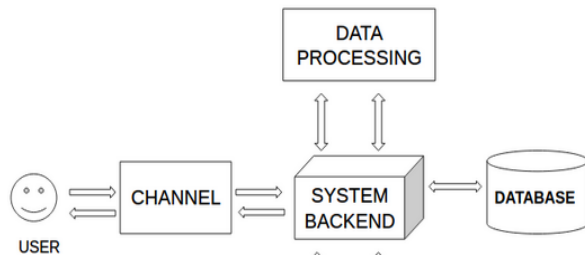 DATA
PROCESSING
CHANNEL
SYSTEM
BACKEND
DATABASE
USER